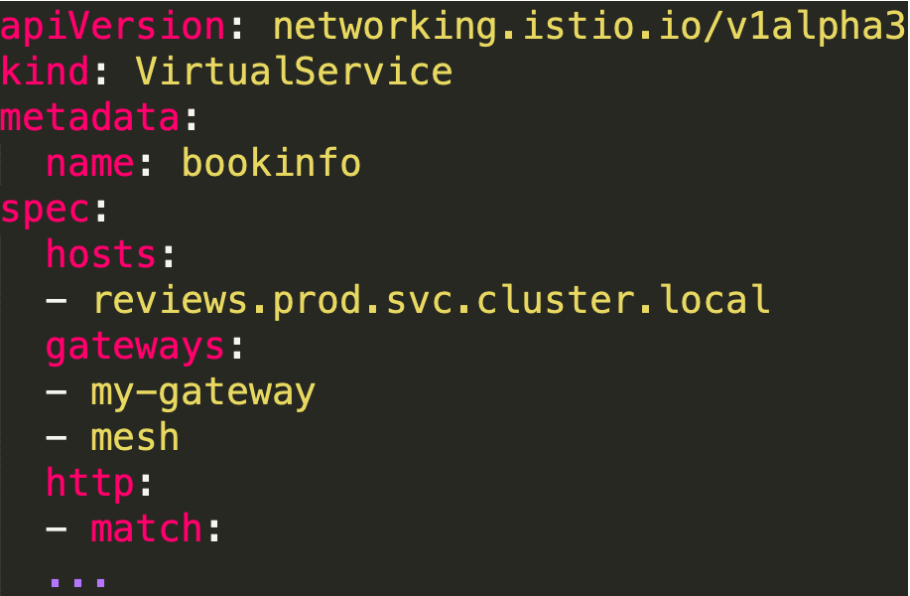 apiVersion: networking.istio.io/v1alpha3
kind: VirtualService
metadata:
  name: bookinfo
spec:
  hosts:
  - reviews.prod.svc.cluster.local
  gateways:
  - my-gateway
  - mesh
  http:
  - match:
  ...